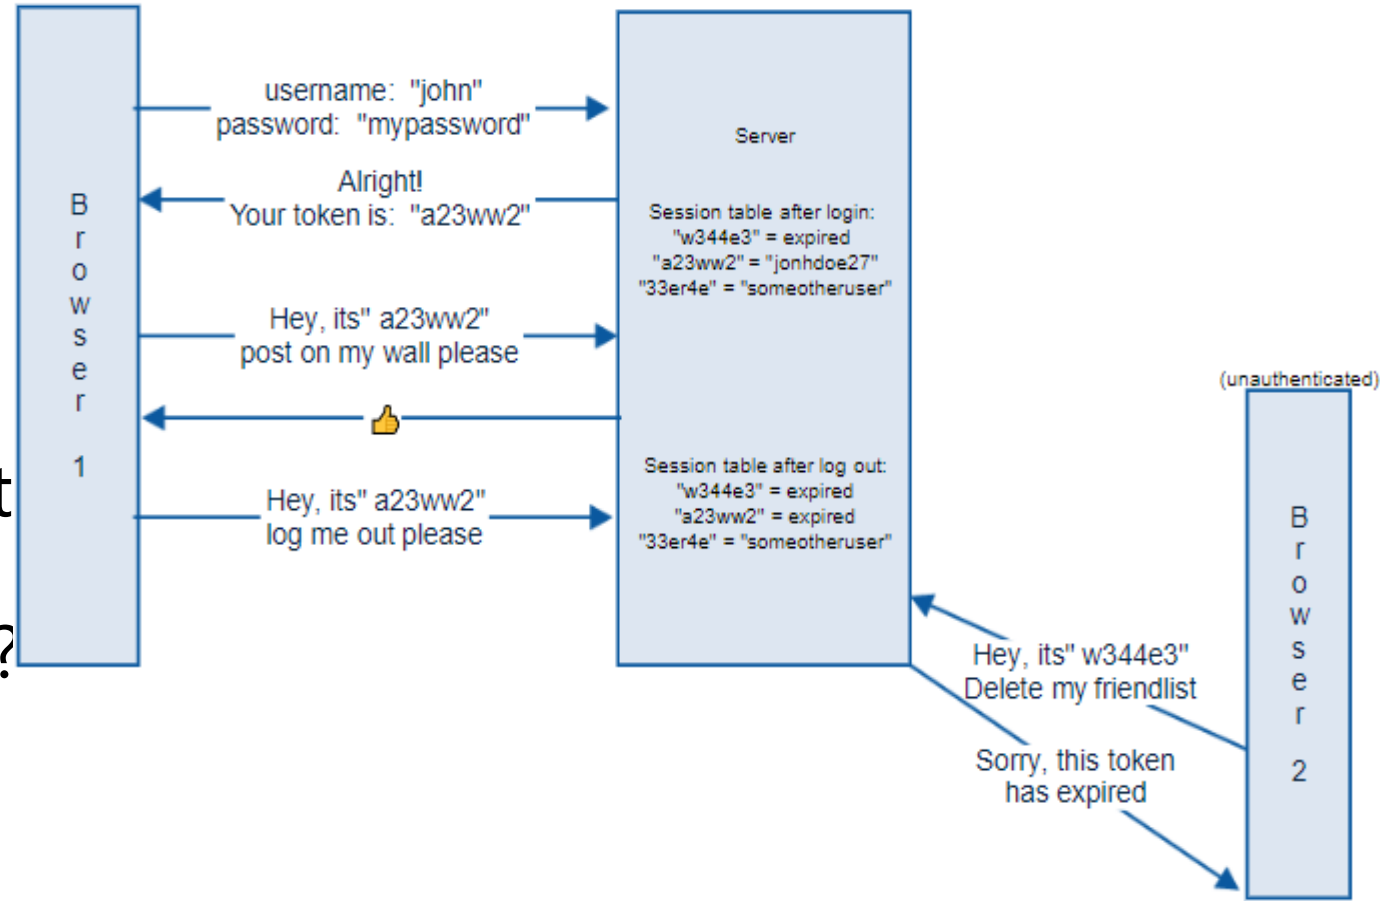 username: "john"
password: "mypassword"
Alright!
Your token is: "a23ww2"
Hey, its" a23ww2"
post on my wall please
👍
Hey, its" a23ww2"
log me out please
Browser 1
t
?
Server
Session table after login:
"w344e3" = expired
"a23ww2" = "jonhdoe27"
"33er4e" = "someotheruser"
Session table after log out:
"w344e3" = expired
"a23ww2" = expired
"33er4e" = "someotheruser"
(unauthenticated)
Browser 2
Hey, its" w344e3"
Delete my friendlist
Sorry, this token
has expired